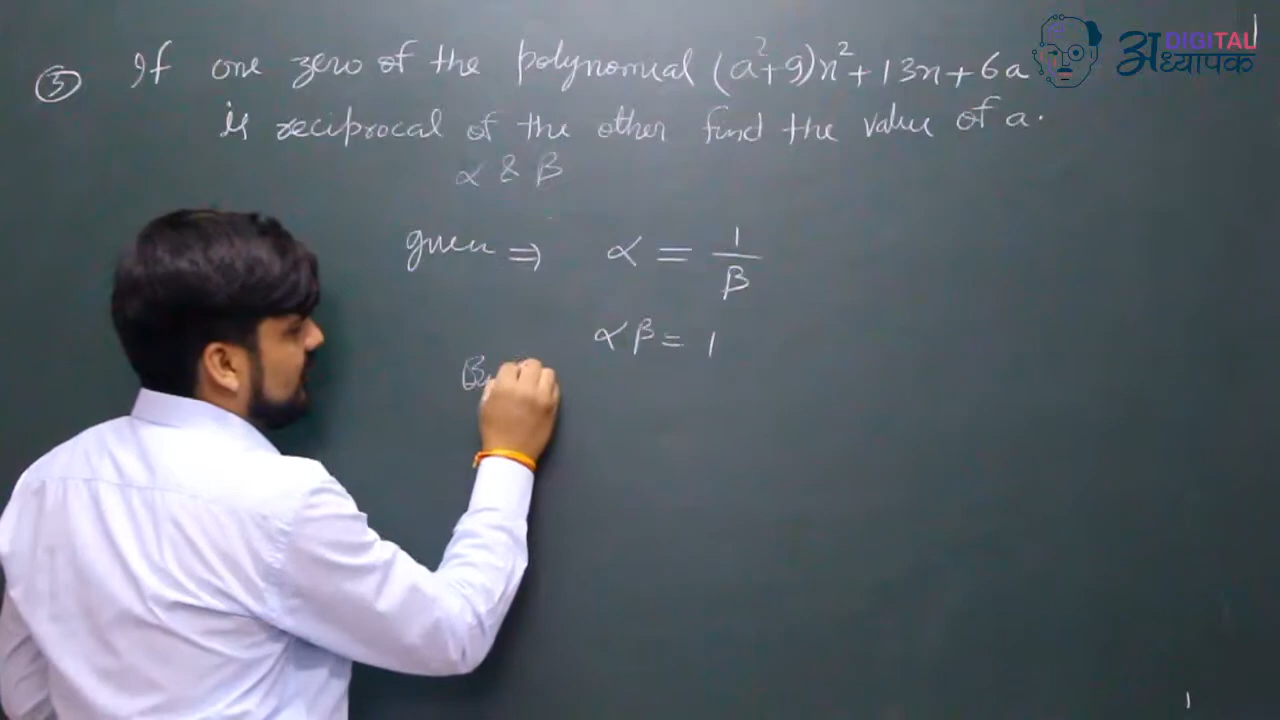 ⑤ If one zero of the polynomial (a²+9)x²+13x+6a
is reciprocal of the other find the value of a.
α & β
given ⇒ α = 1/β
αβ = 1
DIGITAL
अध्यापक